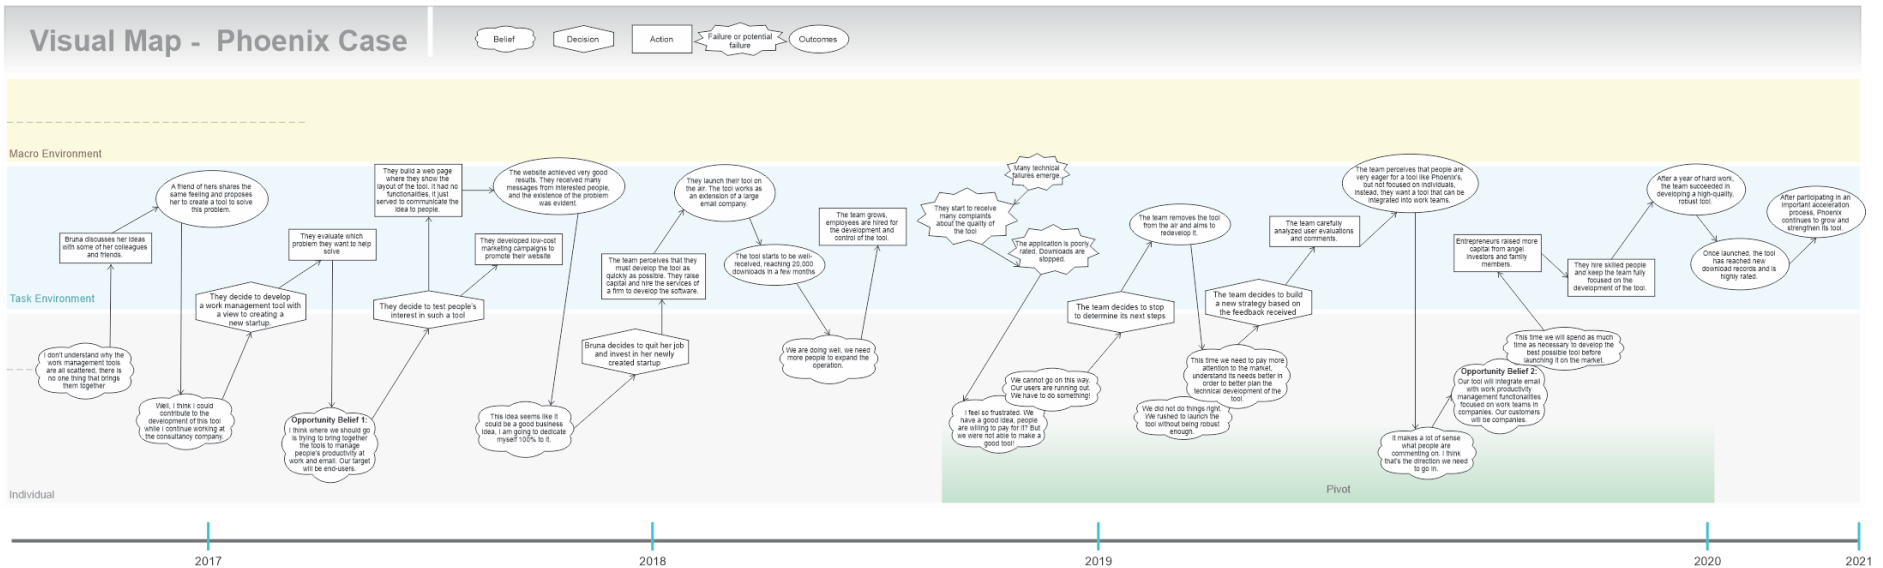 Visual Map - Phoenix Case
Belief
Decision
Action
Failure or potential
failure
Outcomes
Macro Environment
Task Environment
Individual
I don't understand why the
work management tools
are all scattered, there is
no one thing that brings
them together
Bruna discusses her ideas
with some of her colleagues
and friends.
A friend of hers shares the
same feeling and proposes
her to create a tool to solve
this problem.
Well, I think I could
contribute to the
development of this tool
while I continue working at
the consultancy company.
They decide to develop
a work management tool with
a view to creating a
new startup.
They evaluate which
problem they want to help
solve
Opportunity Belief 1:
I think where we should go
is trying to bring together
the tools to manage
people's productivity at
work and email. Our target
will be end-users.
They decide to test people's
interest in such a tool
They build a web page
where they show the
layout of the tool. It had no
functionalities, it just
served to communicate the
idea to people.
They developed low-cost
marketing campaigns to
promote their website
The website achieved very good
results. They received many
messages from interested people,
and the existence of the problem
was evident.
This idea seems like it
could be a good business
idea, I am going to dedicate
myself 100% to it.
Bruna decides to quit her job
and invest in her newly
created startup
The team perceives that they
must develop the tool as
quickly as possible. They raise
capital and hire the services of
a firm to develop the software.
They launch their tool on
the air. The tool works as
an extension of a large
email company.
The tool starts to be well-
received, reaching 20,000
downloads in a few months
We are doing well, we need
more people to expand the
operation.
The team grows,
employees are hired for
the development and
control of the tool.
Many technical
failures emerge.
They start to receive
many complaints
about the quality of
the tool
The application is poorly
rated. Downloads are
stopped.
I feel so frustrated. We
have a good idea, people
are willing to pay for it? But
we were not able to make a
good tool!
We cannot go on this way.
Our users are running out.
We have to do something!
The team decides to stop
to determine its next steps
The team removes the tool
from the air and aims to
redevelop it.
We did not do things right.
We rushed to launch the
tool without being robust
enough.
This time we need to pay more
attention to the market,
understand its needs better in
order to better plan the
technical development of the
tool.
The team decides to build
a new strategy based on
the feedback received
The team carefully
analyzed user evaluations
and comments.
The team perceives that people are
very eager for a tool like Phoenix's,
but not focused on individuals,
instead, they want a tool that can be
integrated into work teams.
It makes a lot of sense
what people are
commenting on. I think
that's the direction we need
to go in.
Opportunity Belief 2:
Our tool will integrate email
with work productivity
management functionalities
focused on work teams in
companies. Our customers
will be companies.
This time we will spend as much
time as necessary to develop the
best possible tool before
launching it on the market.
Entrepreneurs raised more
capital from angel
investors and family
members.
They hire skilled people
and keep the team fully
focused on the
development of the tool.
After a year of hard work,
the team succeeded in
developing a high-quality,
robust tool.
Once launched, the tool
has reached new
download records and is
highly rated.
After participating in an
important acceleration
process, Phoenix
continues to grow and
strengthen its tool.
Pivot
2017
2018
2019
2020
2021